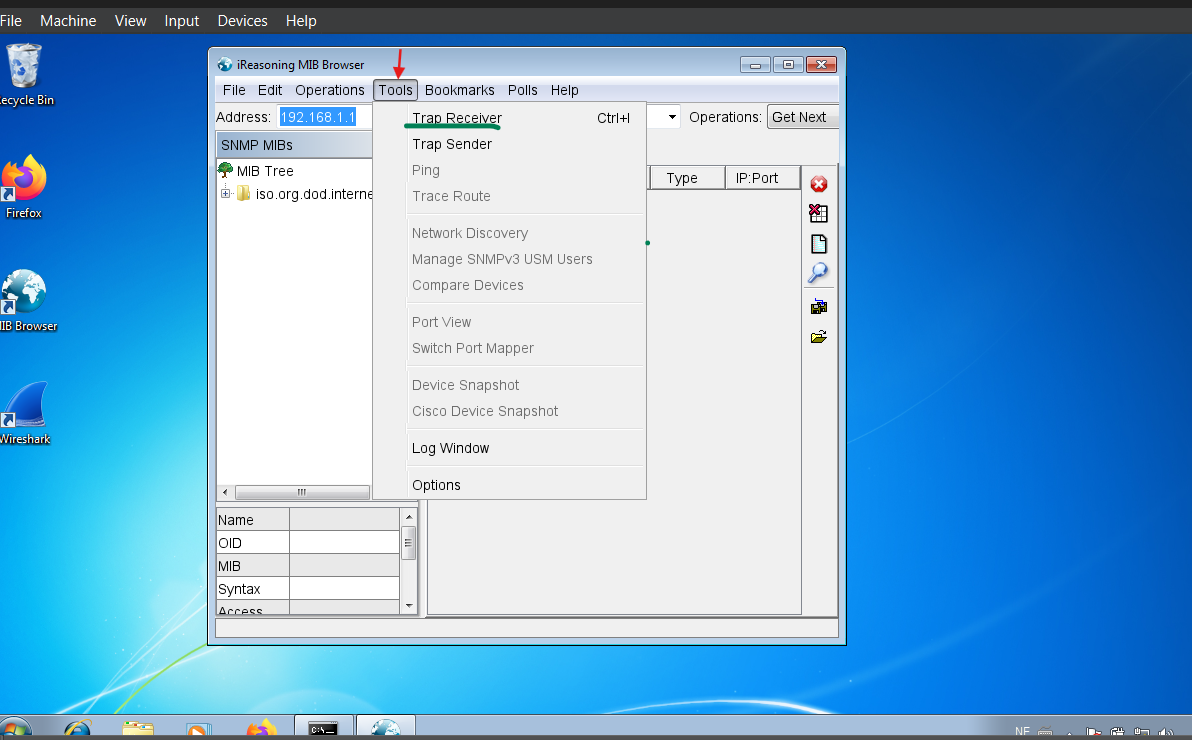 File Machine View Input Devices Help
Recycle Bin
Firefox
MIB Browser
Wireshark
iReasoning MIB Browser
File Edit Operations Tools Bookmarks Polls Help
Address: 192.168.1.1 Operations: Get Next
SNMP MIBs
MIB Tree
iso.org.dod.interne
Trap Receiver Ctrl+I
Trap Sender
Ping
Trace Route
Network Discovery
Manage SNMPv3 USM Users
Compare Devices
Port View
Switch Port Mapper
Device Snapshot
Cisco Device Snapshot
Log Window
Options
Type IP:Port
Name
OID
MIB
Syntax
Access
C:\